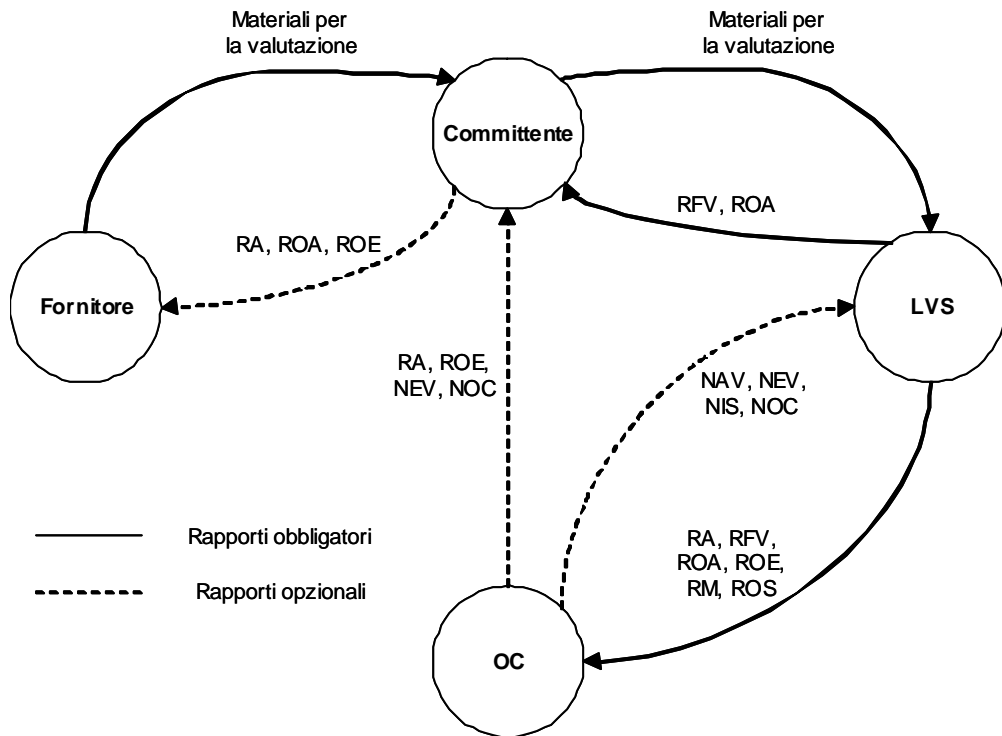 Materiali per
la valutazione
Materiali per
la valutazione
Committente
RFV, ROA
RA, ROA, ROE
Fornitore
LVS
RA, ROE,
NEV, NOC
NAV, NEV,
NIS, NOC
Rapporti obbligatori
RA, RFV,
ROA, ROE,
RM, ROS
Rapporti opzionali
OC